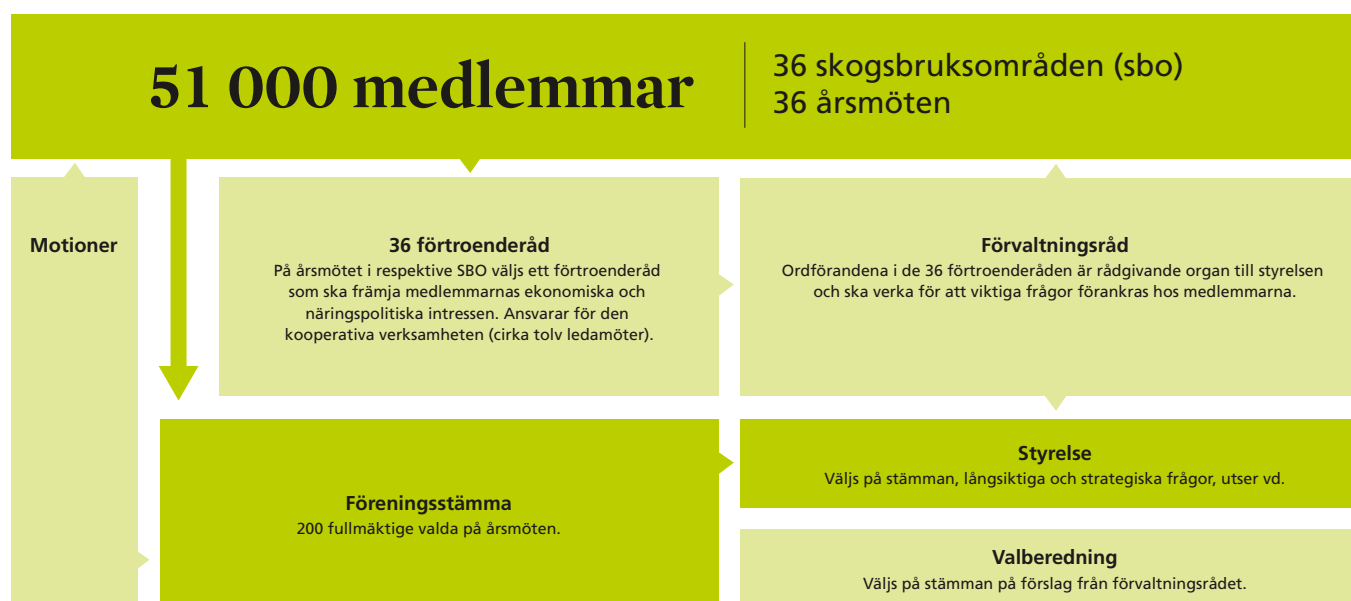 51 000 medlemmar
36 skogsbruksområden (sbo)
36 årsmöten
Motioner
36 förtroenderåd
På årsmötet i respektive SBO väljs ett förtroenderåd
som ska främja medlemmarnas ekonomiska och
näringspolitiska intressen. Ansvarar för den
kooperativa verksamheten (cirka tolv ledamöter).
Förvaltningsråd
Ordförandena i de 36 förtroenderåden är rådgivande organ till styrelsen
och ska verka för att viktiga frågor förankras hos medlemmarna.
Föreningsstämma
200 fullmäktige valda på årsmöten.
Styrelse
Väljs på stämman, långsiktiga och strategiska frågor, utser vd.
Valberedning
Väljs på stämman på förslag från förvaltningsrådet.